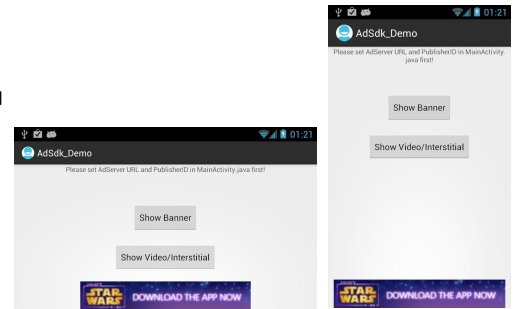 01:21
AdSdk_Demo
Please set AdServer URL and PublisherID in MainActivity.java first!
Show Banner
Show Video/Interstitial
STAR WARS
DOWNLOAD THE APP NOW
01:21
AdSdk_Demo
Please set AdServer URL and PublisherID in MainActivity.
java first!
Show Banner
Show Video/Interstitial
STAR WARS
DOWNLOAD THE APP NOW